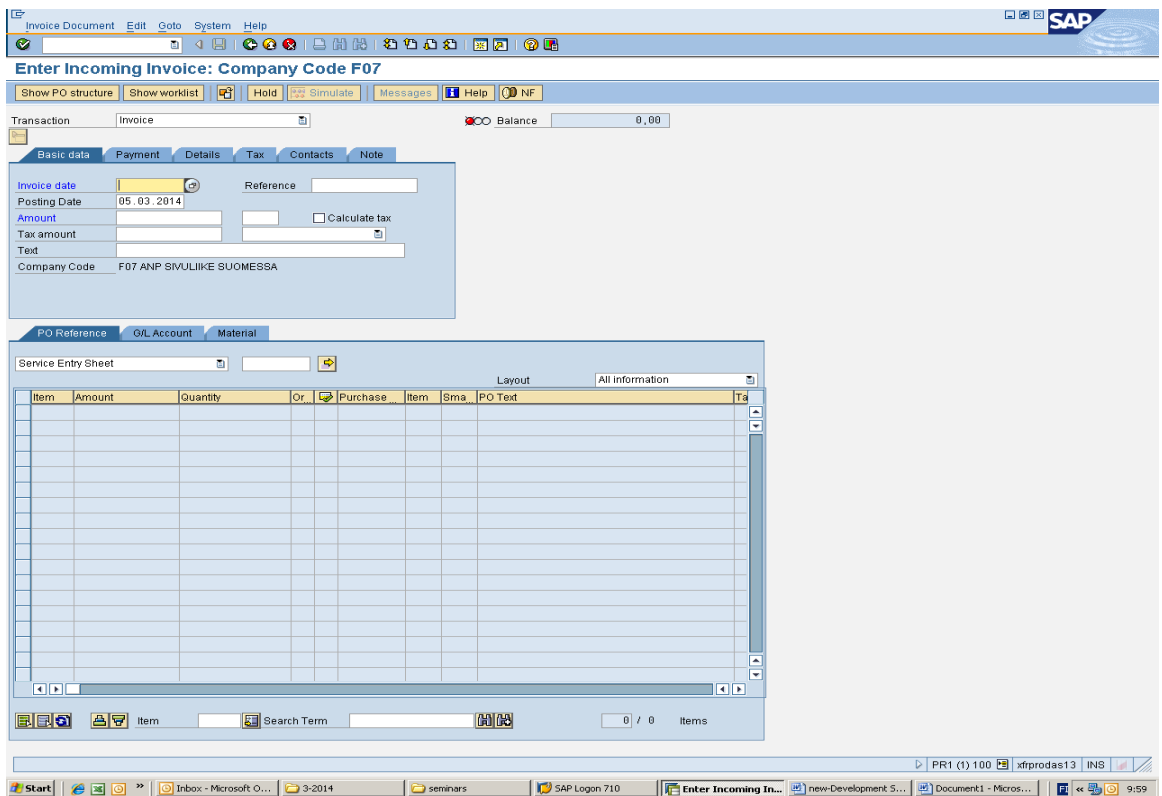 Invoice Document Edit Goto System Help
SAP
Enter Incoming Invoice: Company Code F07
Show PO structure Show worklist Hold Simulate Messages Help NF
Transaction Invoice Balance 0,00
Basic data Payment Details Tax Contacts Note
Invoice date Reference
Posting Date 05.03.2014
Amount Calculate tax
Tax amount
Text
Company Code F07 ANP SIVULIIKE SUOMESSA
PO Reference G/L Account Material
Service Entry Sheet
Layout All information
Item Amount Quantity Or... Purchase ... Item Sma... PO Text Ta
Item Search Term 0 / 0 Items
PR1 (1) 100 xfrprodas13 INS
Start » Inbox - Microsoft O... 3-2014 seminars SAP Logon 710 Enter Incoming In... new-Development S... Document1 - Micros... FI « 9:59